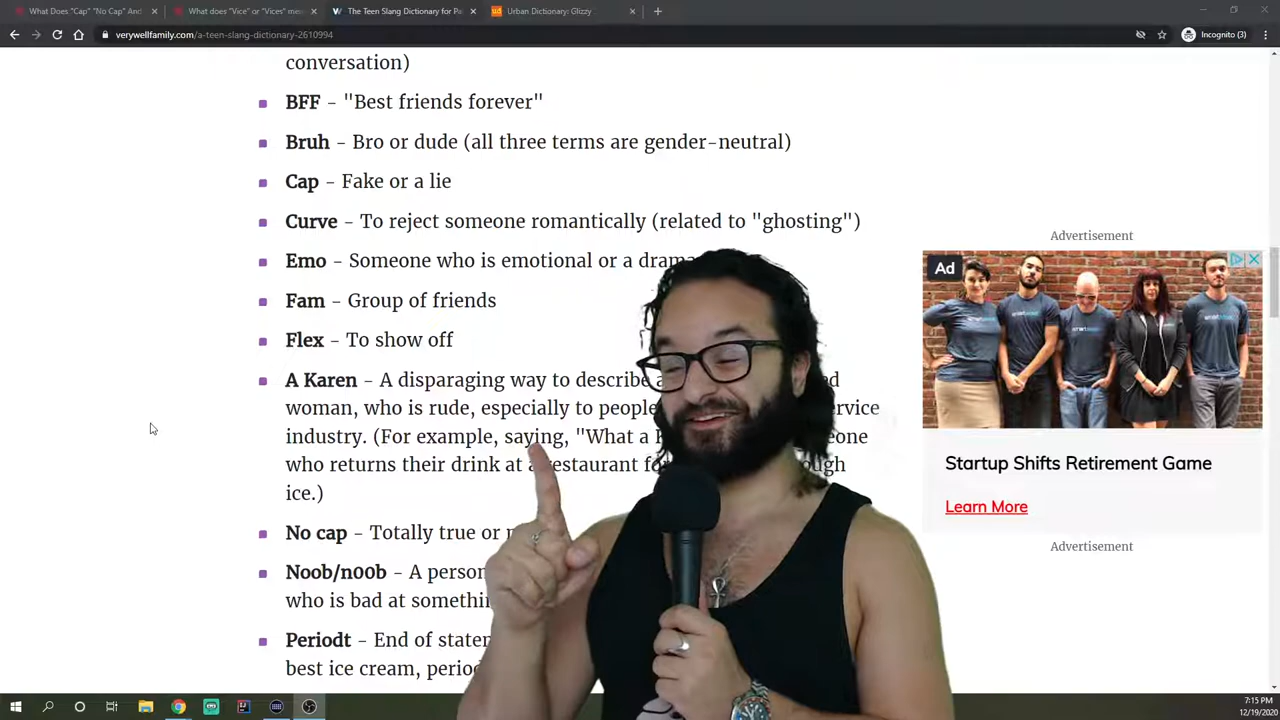 What Does "Cap" "No Cap" And
What does "Vice" or "Vices" me
The Teen Slang Dictionary for Pa
Urban Dictionary: Glizzy
verywellfamily.com/a-teen-slang-dictionary-2610994
Incognito (3)
conversation)
BFF - "Best friends forever"
Bruh - Bro or dude (all three terms are gender-neutral)
Cap - Fake or a lie
Curve - To reject someone romantically (related to "ghosting")
Emo - Someone who is emotional or a drama
Fam - Group of friends
Flex - To show off
A Karen - A disparaging way to describe
woman, who is rude, especially to people
industry. (For example, saying, "What a
who returns their drink at a restaurant
ice.)
No cap - Totally true or
Noob/n00b - A person
who is bad at
Periodt - End of
best ice cream,
Advertisement
Ad
Startup Shifts Retirement Game
Learn More
Advertisement
7:15 PM
12/19/2020